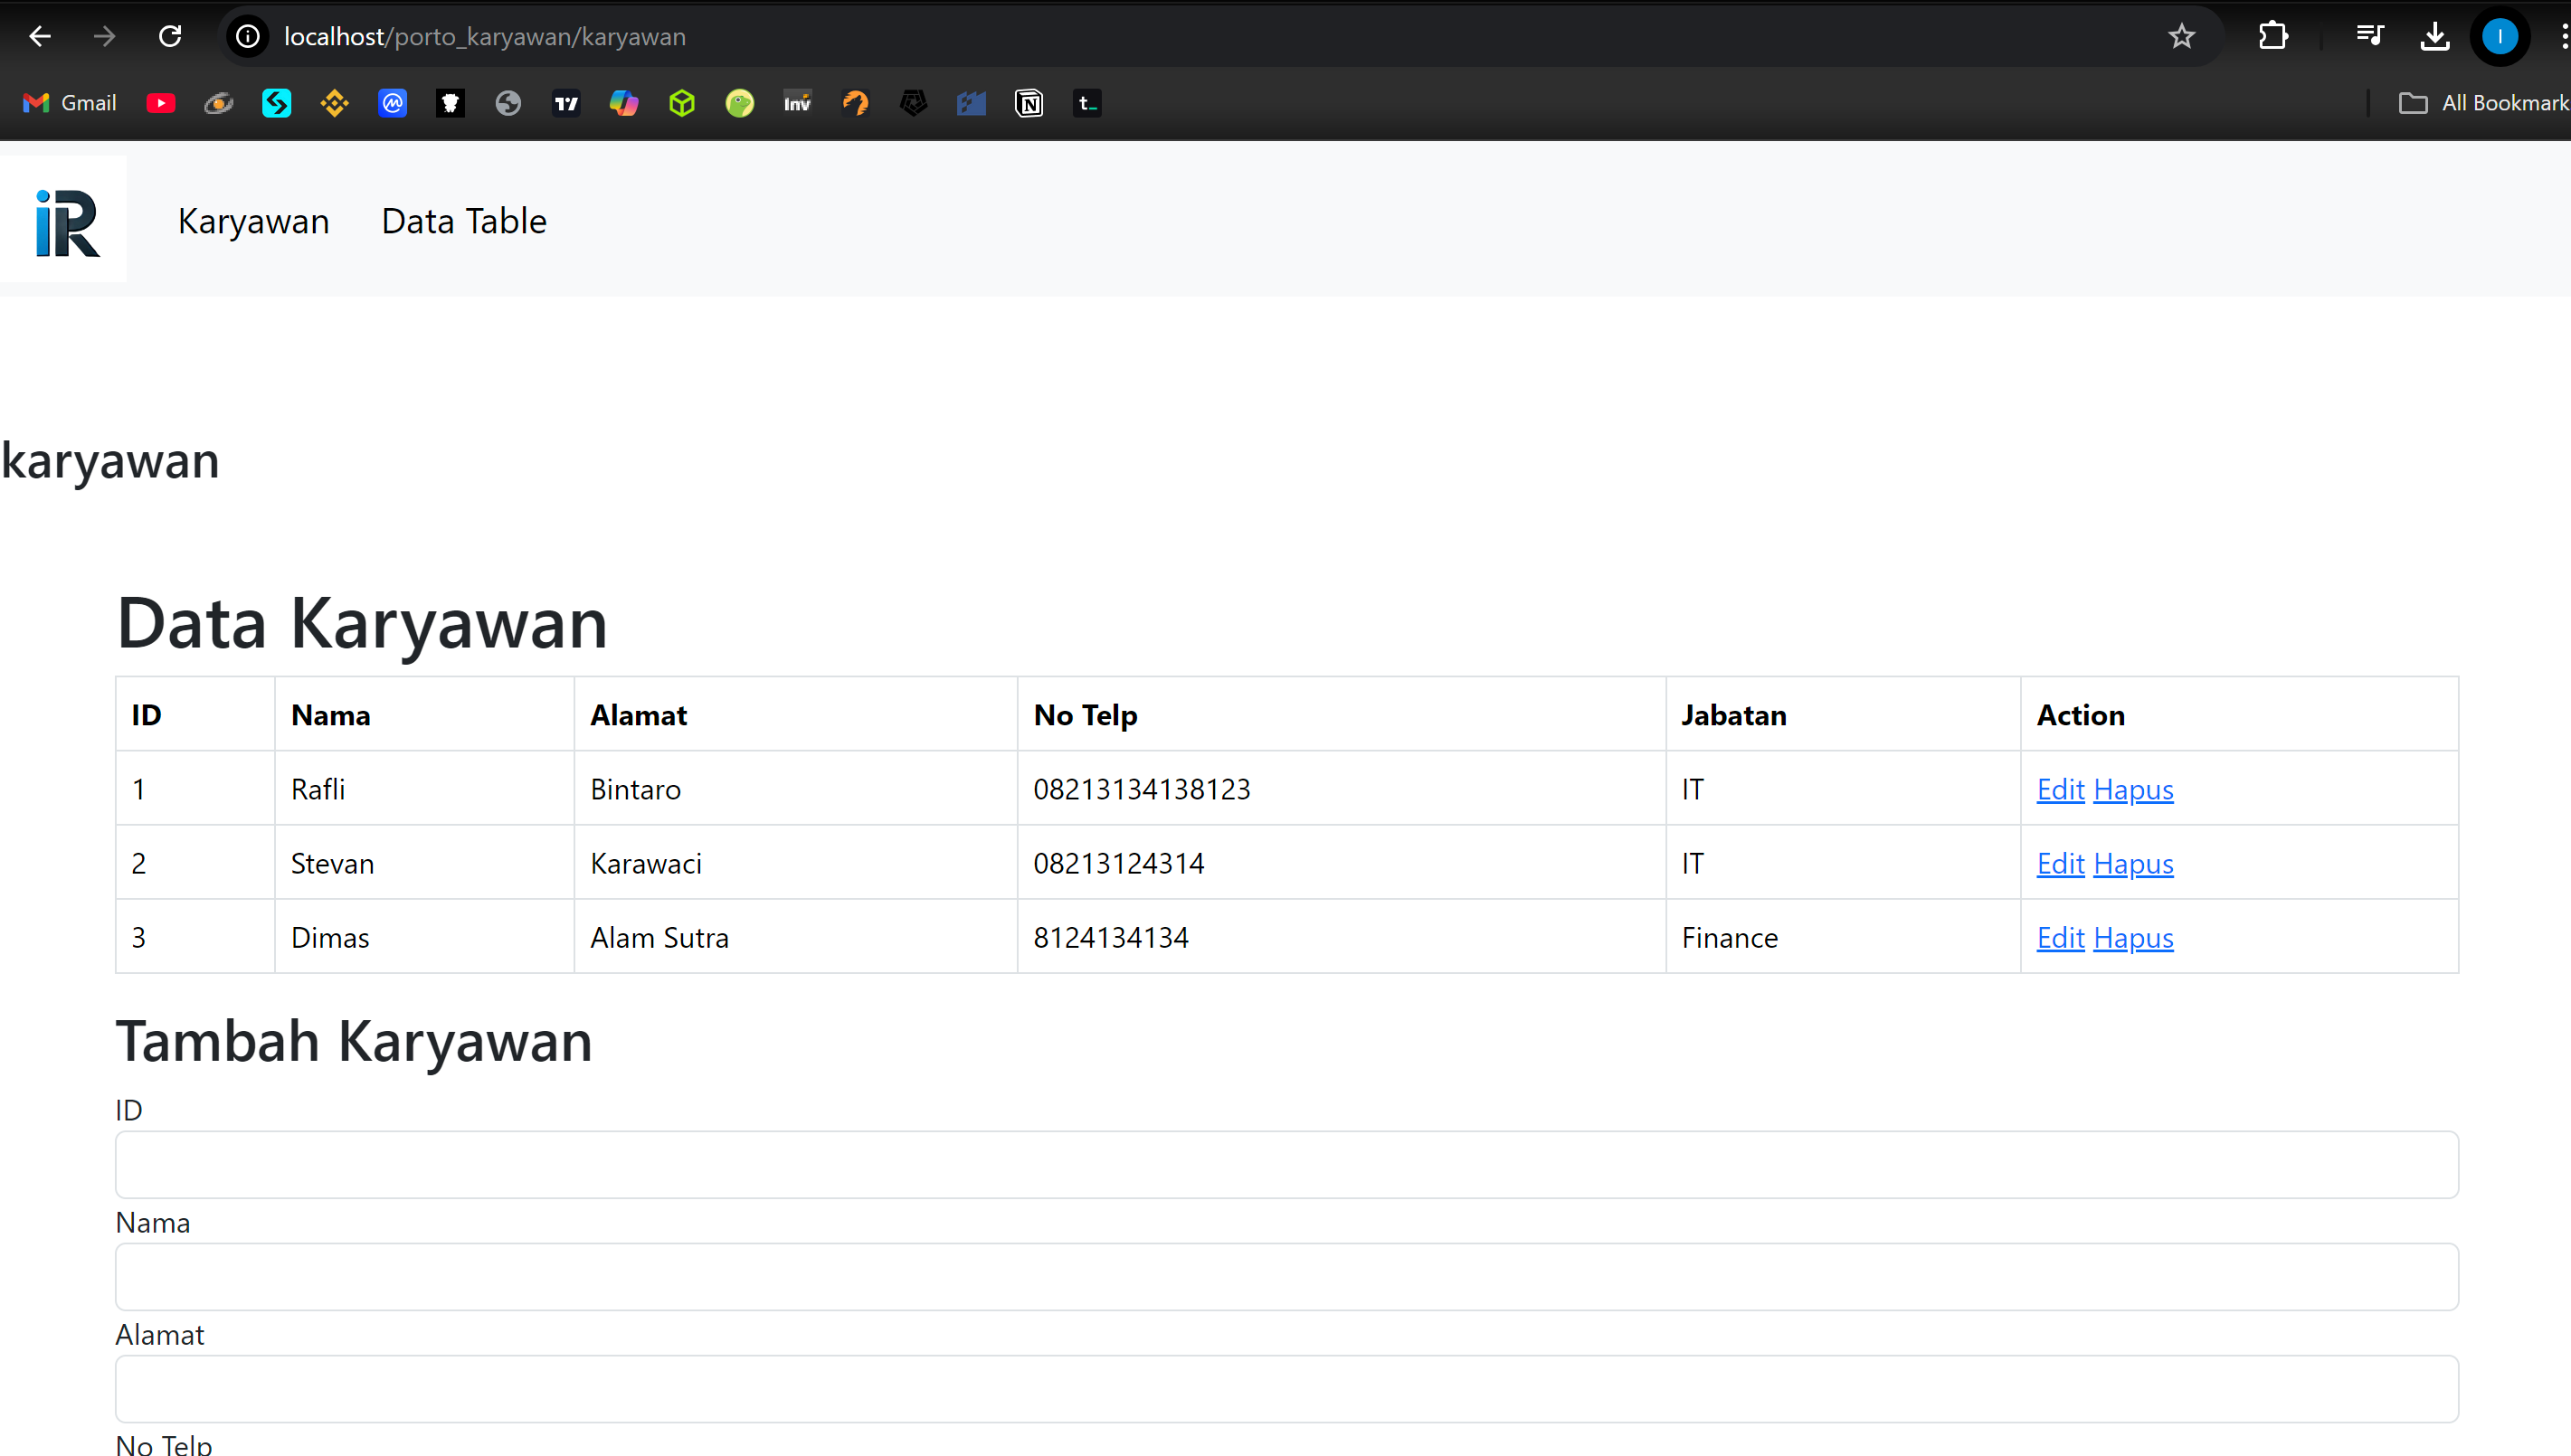 localhost/porto_karyawan/karyawan
Gmail
All Bookmark
iR
Karyawan Data Table
karyawan
Data Karyawan
ID Nama Alamat No Telp Jabatan Action
1 Rafli Bintaro 08213134138123 IT Edit Hapus
2 Stevan Karawaci 08213124314 IT Edit Hapus
3 Dimas Alam Sutra 8124134134 Finance Edit Hapus
Tambah Karyawan
ID
Nama
Alamat
No Telp